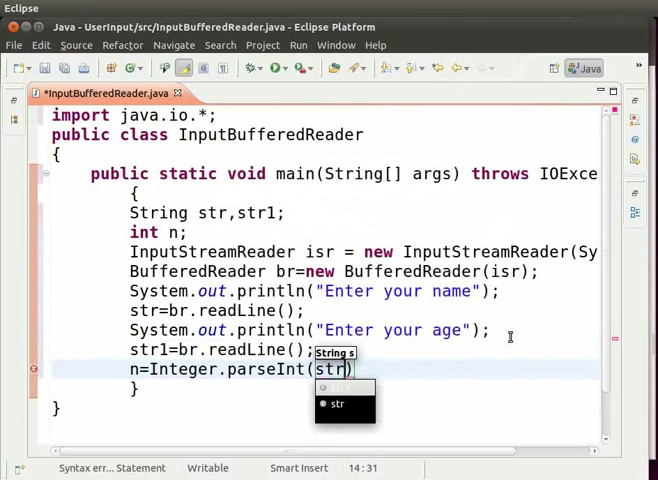 Eclipse
Java - UserInput/src/InputBufferedReader.java - Eclipse Platform
File Edit Source Refactor Navigate Search Project Run Window Help
Java
*InputBufferedReader.java
import java.io.*;
public class InputBufferedReader
{
public static void main(String[] args) throws IOExce
{
String str,str1;
int n;
InputStreamReader isr = new InputStreamReader(Sy
BufferedReader br=new BufferedReader(isr);
System.out.println("Enter your name");
str=br.readLine();
System.out.println("Enter your age");
str1=br.readLine();
String s
n=Integer.parseInt(str)
}
str
}
Syntax err... Statement Writable Smart Insert 14 : 31